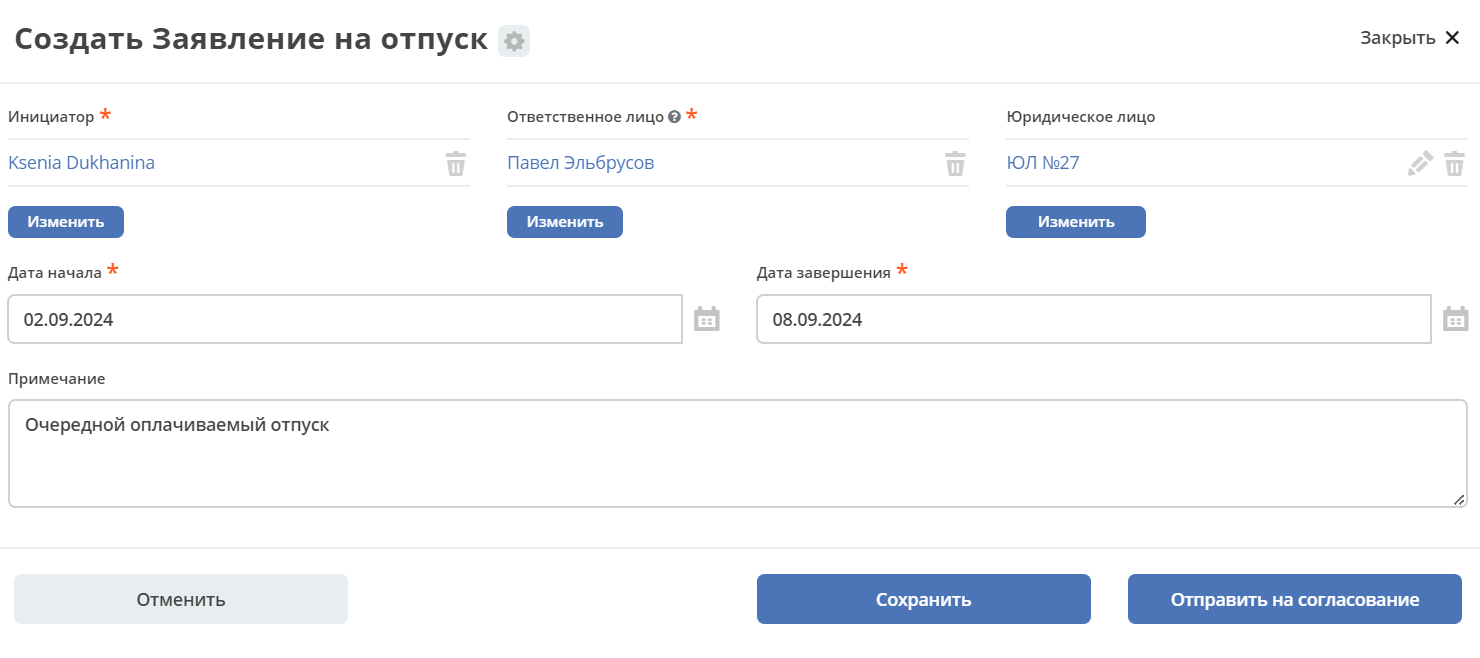 Создать Заявление на отпуск
Закрыть
Инициатор *
Ответственное лицо ? *
Юридическое лицо
Ksenia Dukhanina
Павел Эльбрусов
ЮЛ №27
Изменить
Изменить
Изменить
Дата начала *
Дата завершения *
02.09.2024
08.09.2024
Примечание
Очередной оплачиваемый отпуск
Отменить
Сохранить
Отправить на согласование